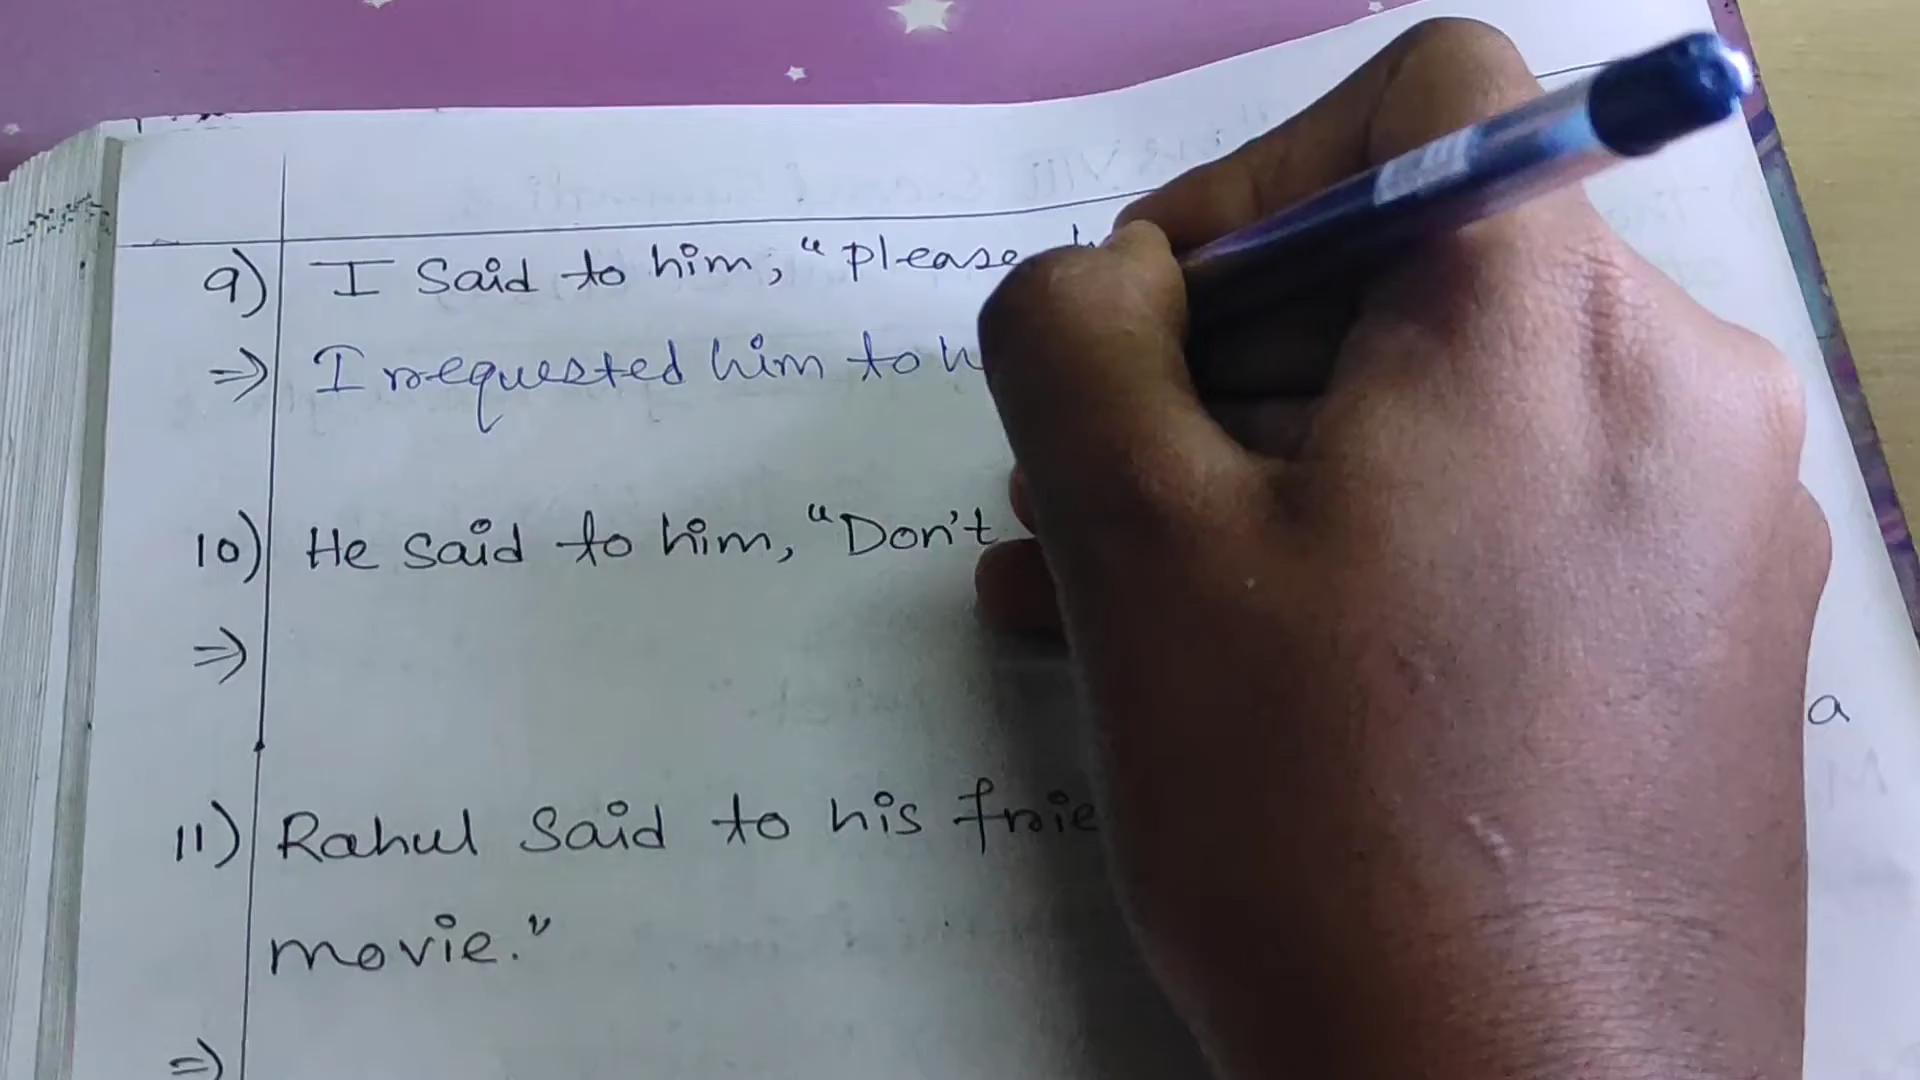 9) I Said to him, "please
⇒ I requested him to
10) He said to him, "Don't
⇒
a
11) Rahul Said to his
movie."
⇒